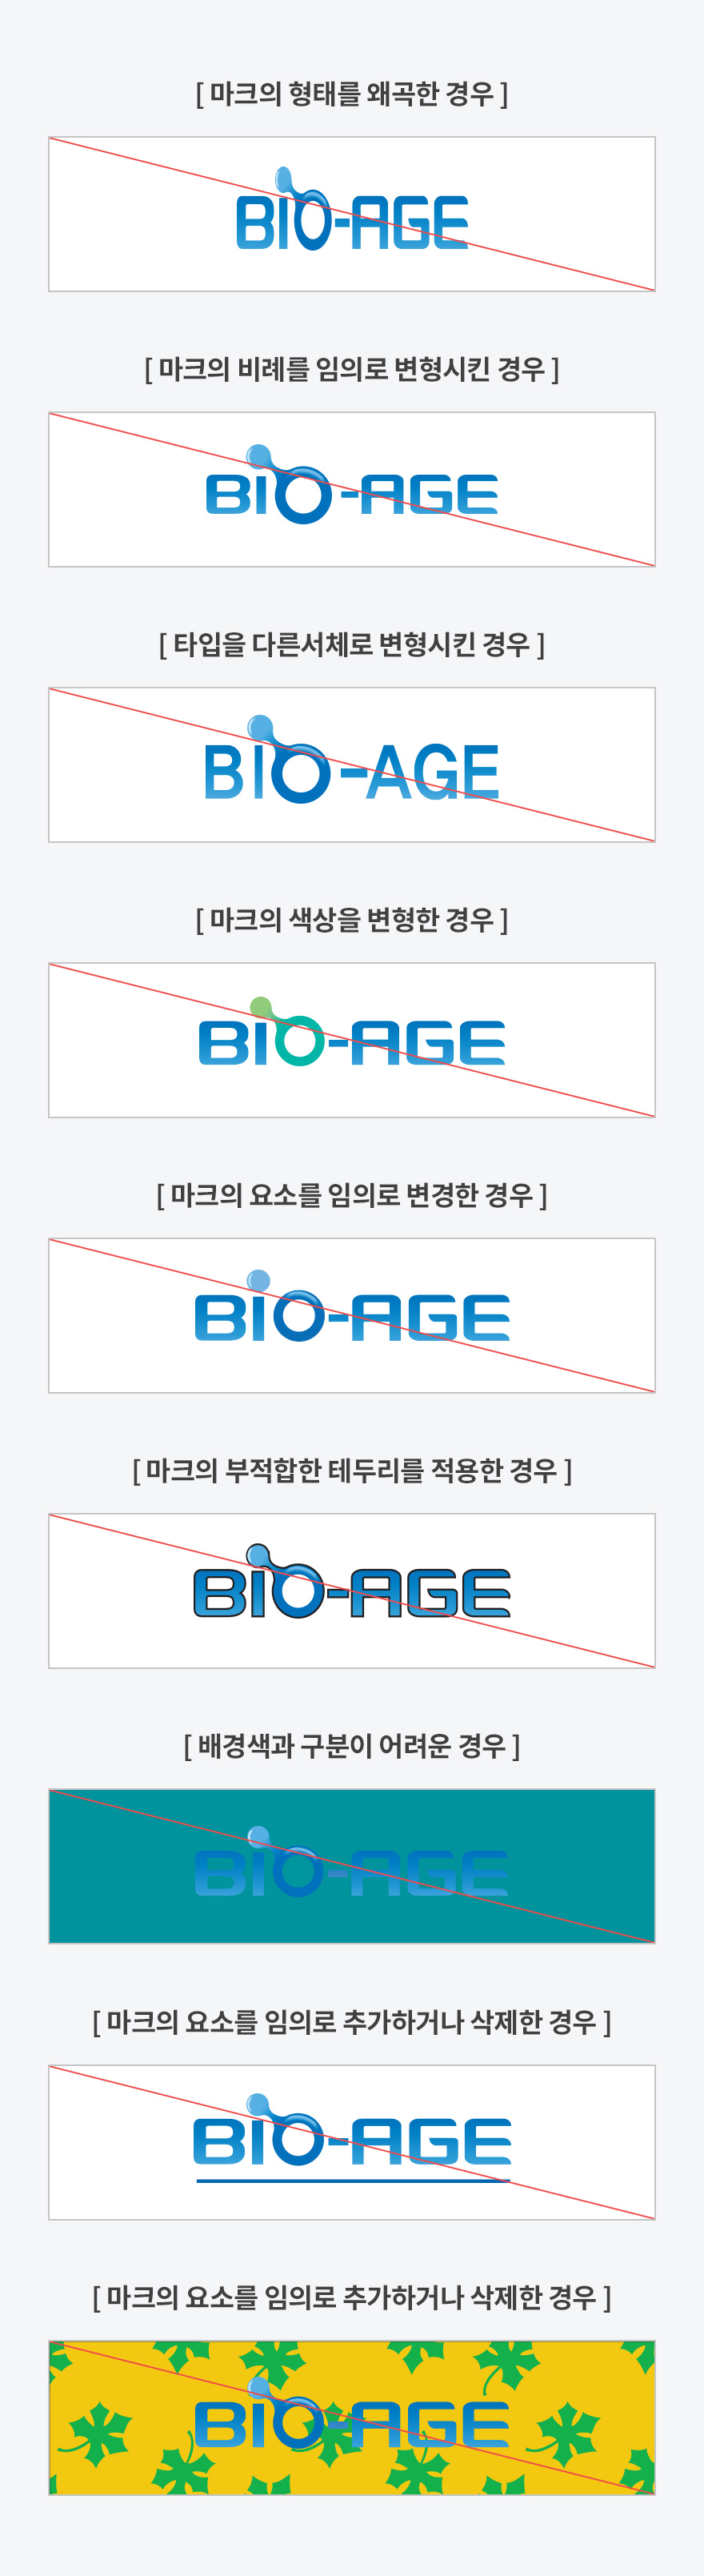 [ 마크의 형태를 왜곡한 경우 ]
BIO-AGE
[ 마크의 비례를 임의로 변형시킨 경우 ]
BIO-AGE
[ 타입을 다른서체로 변형시킨 경우 ]
BIO-AGE
[ 마크의 색상을 변형한 경우 ]
BIO-AGE
[ 마크의 요소를 임의로 변경한 경우 ]
BIO-AGE
[ 마크의 부적합한 테두리를 적용한 경우 ]
BIO-AGE
[ 배경색과 구분이 어려운 경우 ]
BIO-AGE
[ 마크의 요소를 임의로 추가하거나 삭제한 경우 ]
BIO-AGE
[ 마크의 요소를 임의로 추가하거나 삭제한 경우 ]
BIO-AGE